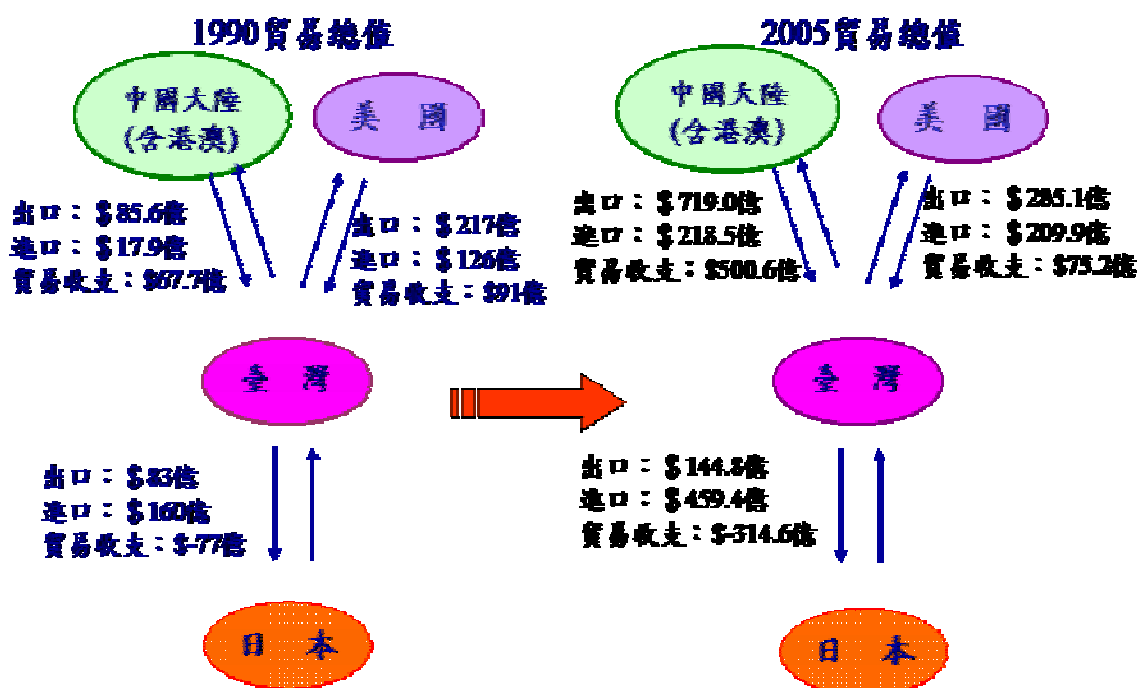 1990貿易總值
中國大陸
(含港澳)
美 國
出口：＄85.6億
進口：＄17.9億
貿易收支：$67.7億
出口：＄217億
進口：＄126億
貿易收支：$91億
臺 灣
出口：＄83億
進口：＄160億
貿易收支：$-77億
日 本
2005貿易總值
中國大陸
(含港澳)
美 國
出口：＄719.0億
進口：＄218.5億
貿易收支：$500.6億
出口：＄285.1億
進口：＄209.9億
貿易收支：$75.2億
臺 灣
出口：＄144.8億
進口：＄459.4億
貿易收支：$-314.6億
日 本